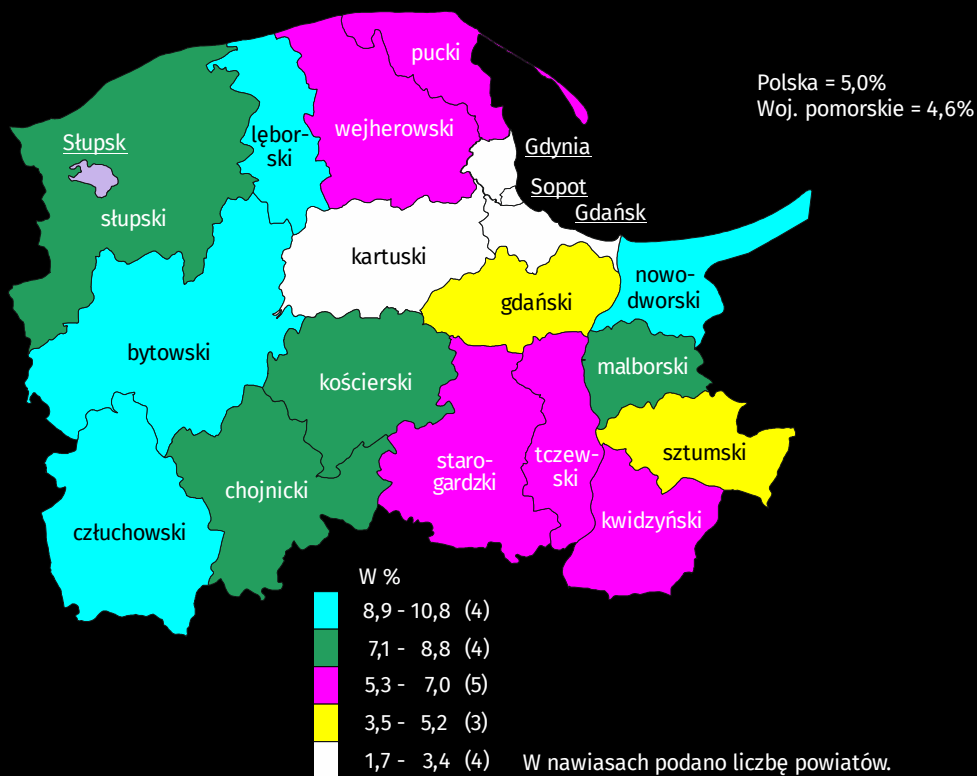 pucki
Polska = 5,0%
Woj. pomorskie = 4,6%
wejherowski
lębor-
ski
Słupsk
Gdynia
Sopot
Gdańsk
słupski
kartuski
nowo-
dworski
gdański
bytowski
kościerski
malborski
staro-
gardzki
tczew-
ski
sztumski
chojnicki
kwidzyński
człuchowski
W %
8,9 - 10,8 (4)
7,1 - 8,8 (4)
5,3 - 7,0 (5)
3,5 - 5,2 (3)
1,7 - 3,4 (4)
W nawiasach podano liczbę powiatów.